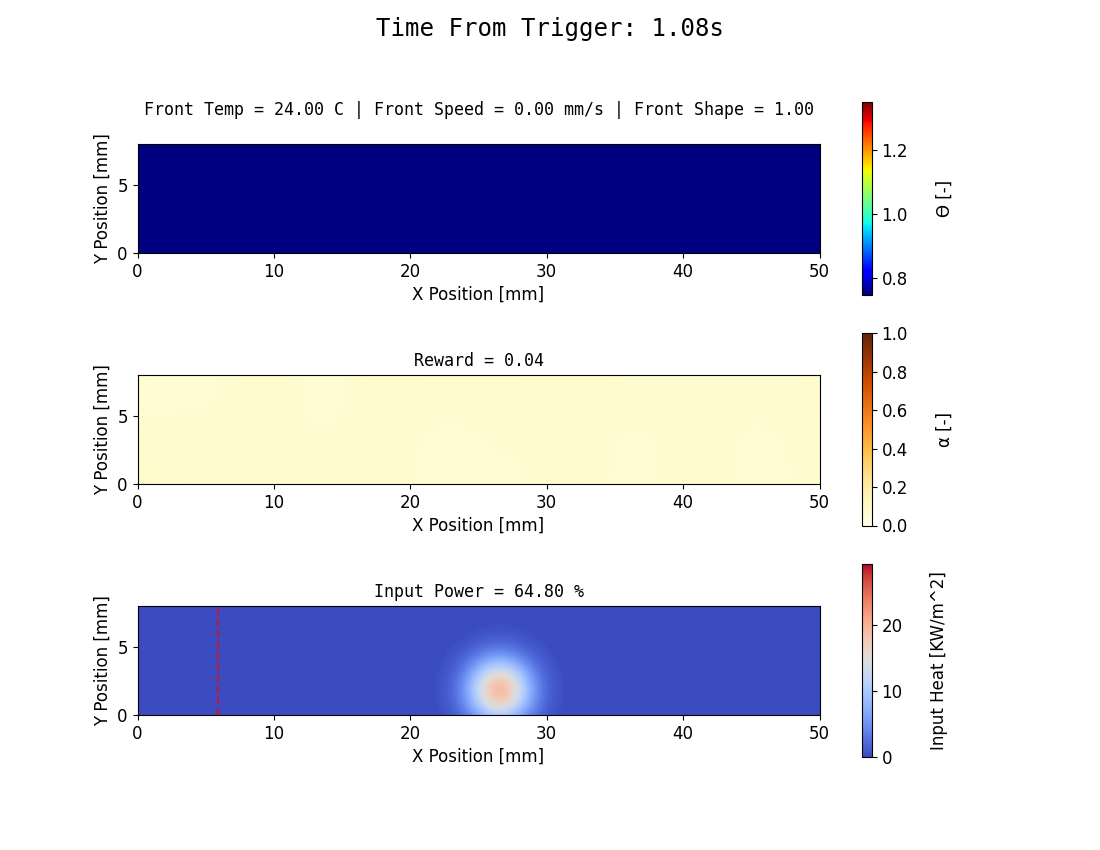 Time From Trigger: 1.08s
Front Temp = 24.00 C | Front Speed = 0.00 mm/s | Front Shape = 1.00
Y Position [mm]
5
0
0 10 20 30 40 50
X Position [mm]
1.2
1.0
0.8
ϴ [-]
Reward = 0.04
Y Position [mm]
5
0
0 10 20 30 40 50
X Position [mm]
1.0
0.8
0.6
0.4
0.2
0.0
α [-]
Input Power = 64.80 %
Y Position [mm]
5
0
0 10 20 30 40 50
X Position [mm]
20
10
0
Input Heat [KW/m^2]